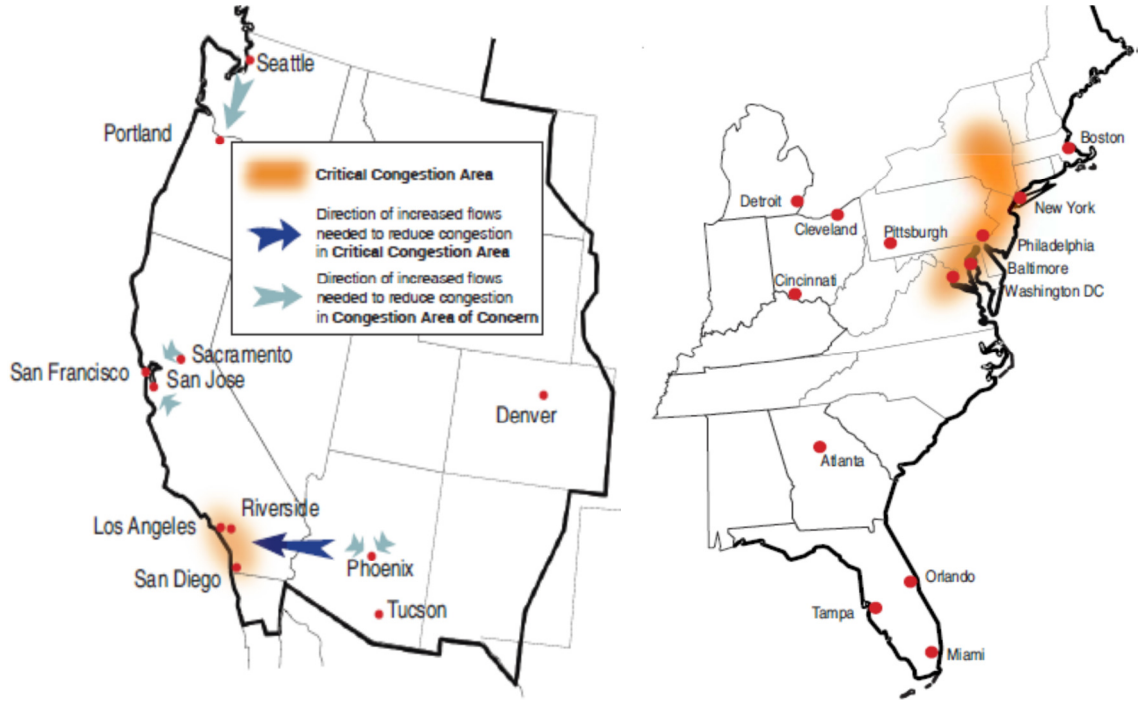 Seattle
Portland
Critical Congestion Area
Direction of increased flows
needed to reduce congestion
in Critical Congestion Area
Direction of increased flows
needed to reduce congestion
in Congestion Area of Concern
Sacramento
San Francisco
San Jose
Denver
Riverside
Los Angeles
San Diego
Phoenix
Tucson
Boston
Detroit
Cleveland
New York
Pittsburgh
Philadelphia
Baltimore
Cincinnati
Washington DC
Atlanta
Orlando
Tampa
Miami